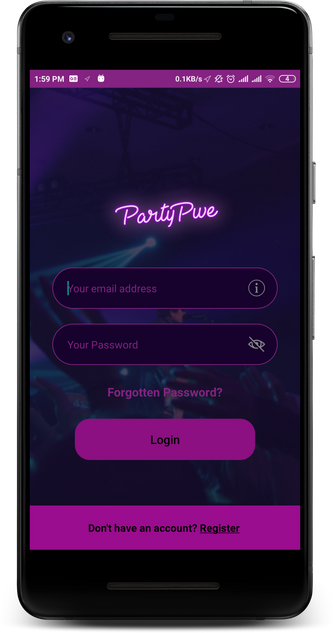 1:59 PM 0.1KB/s 4
PartyPwe
Your email address
Your Password
Forgotten Password?
Login
Don't have an account? Register